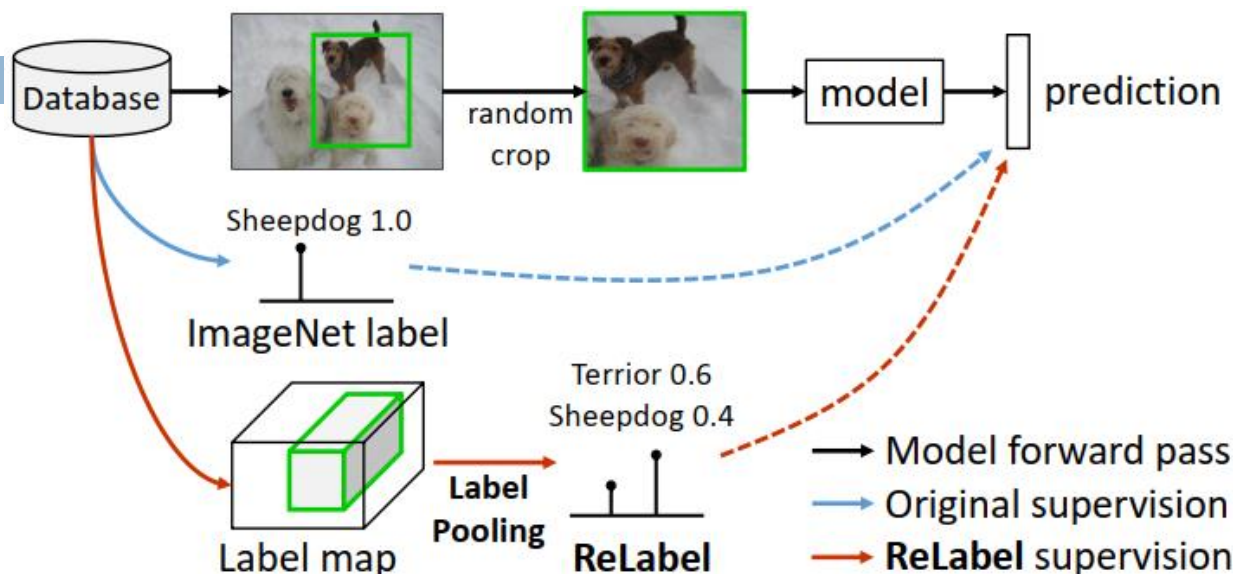 Database
random
crop
model
prediction
Sheepdog 1.0
ImageNet label
Terrior 0.6
Sheepdog 0.4
Label map
Label
Pooling
ReLabel
Model forward pass
Original supervision
ReLabel supervision